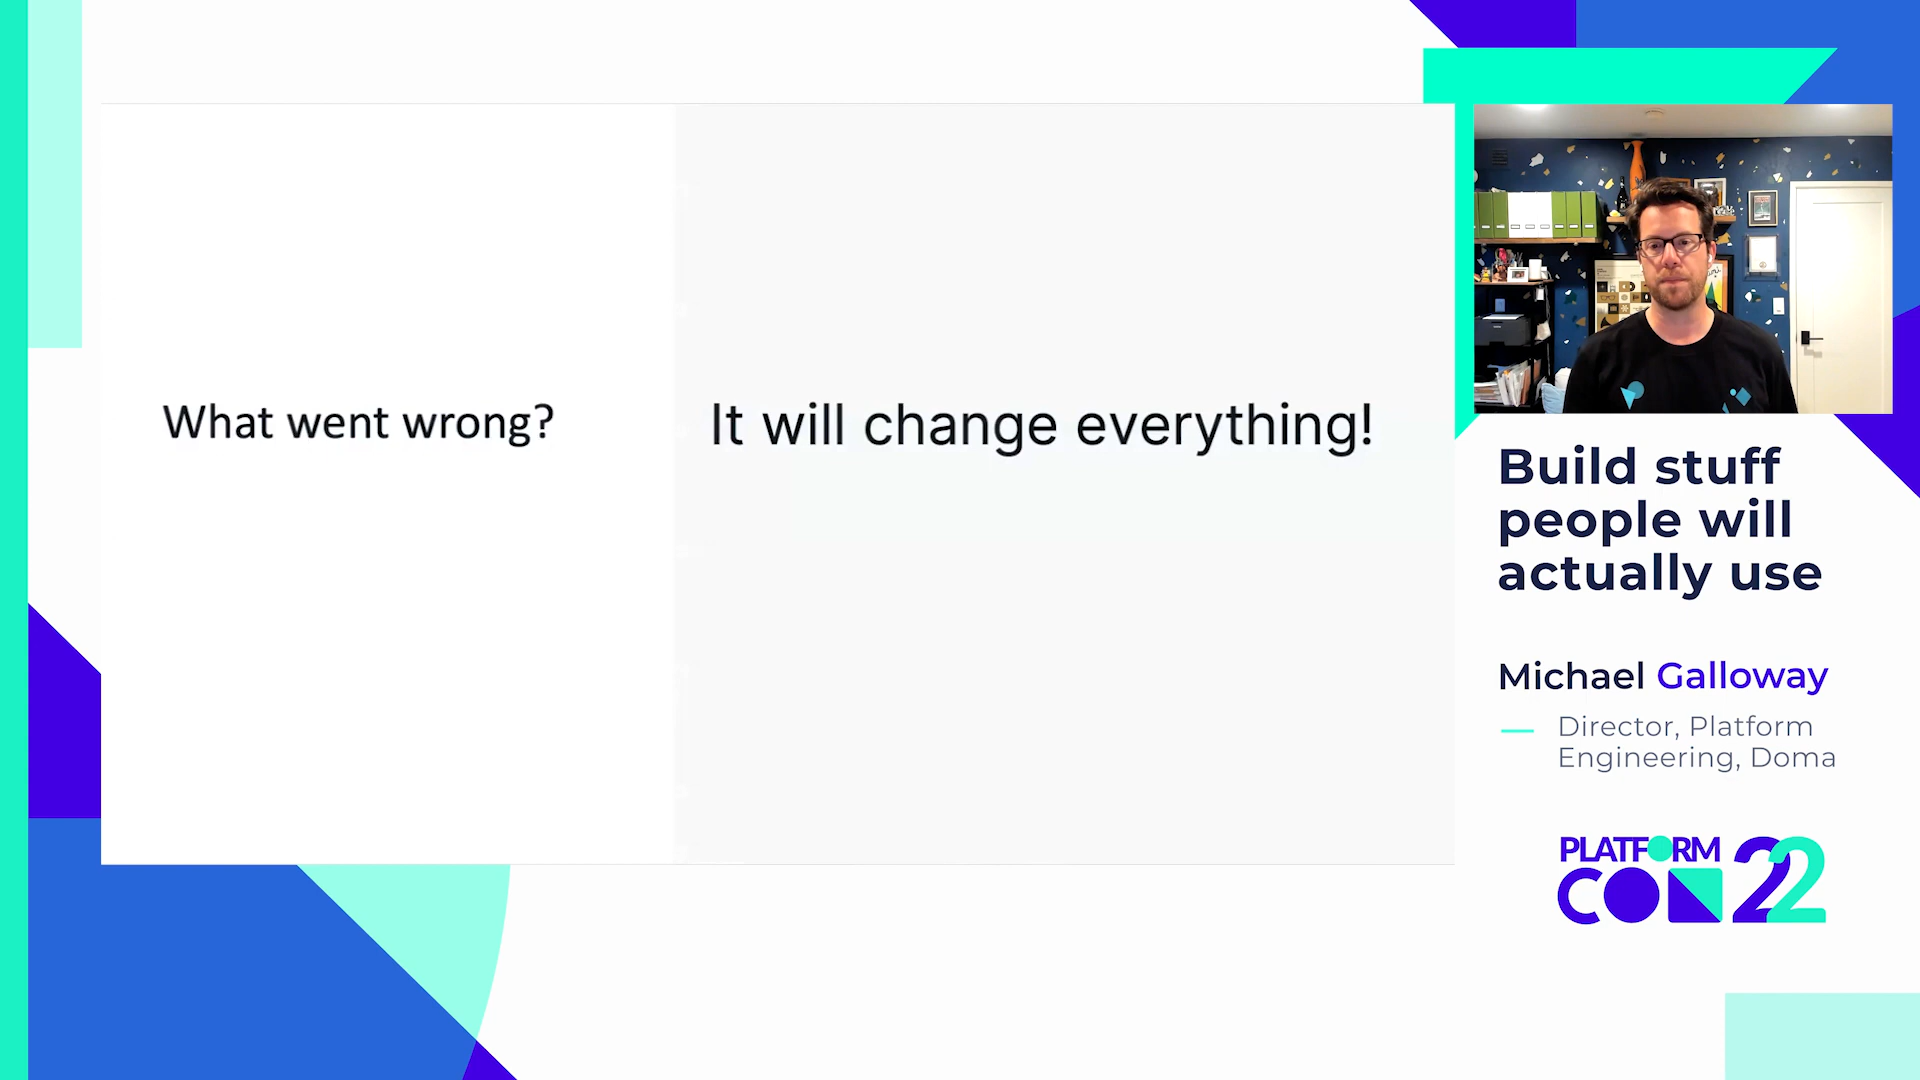 What went wrong?
It will change everything!
Build stuff
people will
actually use
Michael Galloway
Director, Platform
Engineering, Doma
PLATFORM
CON 22